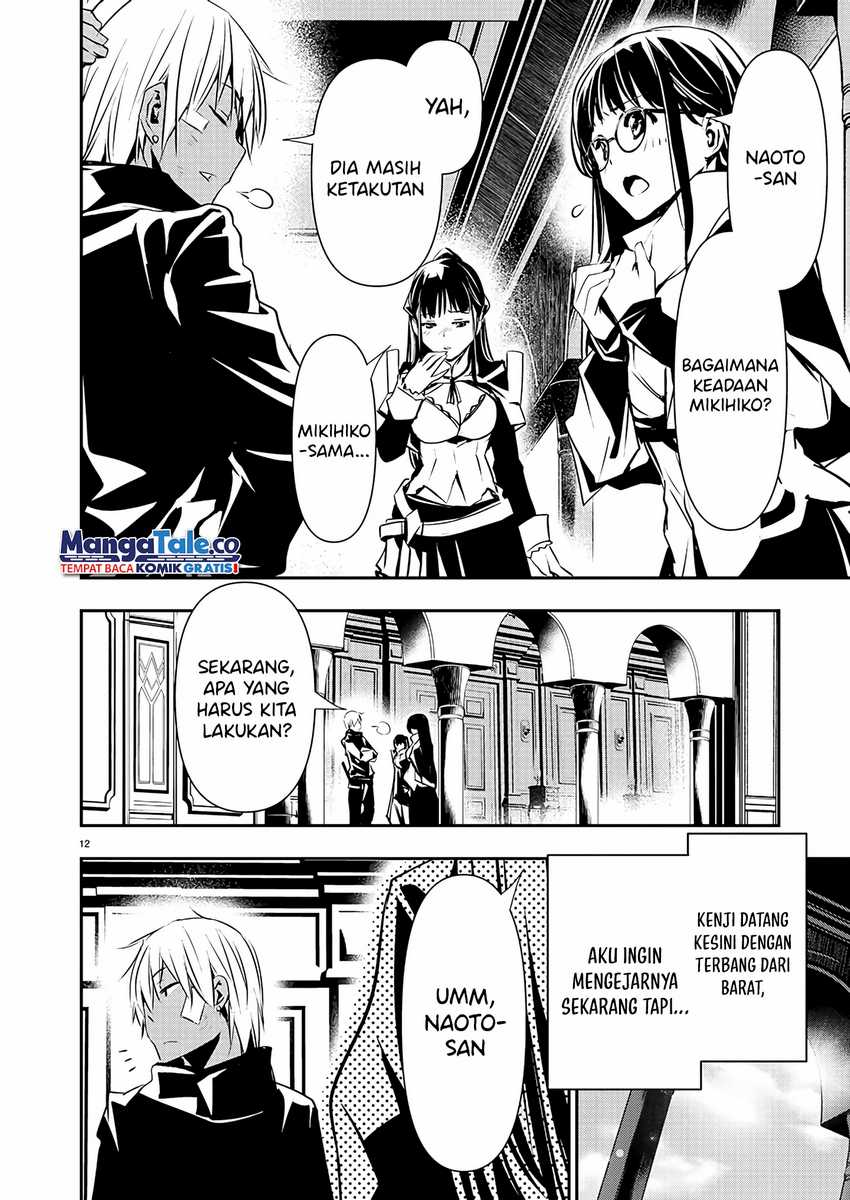 NAOTO
-SAN
BAGAIMANA
KEADAAN
MIKIHIKO?
YAH,
DIA MASIH
KETAKUTAN
MIKIHIKO
-SAMA...
MangaTale.co
TEMPAT BACA KOMIK GRATIS!
SEKARANG,
APA YANG
HARUS KITA
LAKUKAN?
12
KENJI DATANG
KESINI DENGAN
TERBANG DARI
BARAT,
AKU INGIN
MENGEJARNYA
SEKARANG TAPI...
UMM,
NAOTO-
SAN